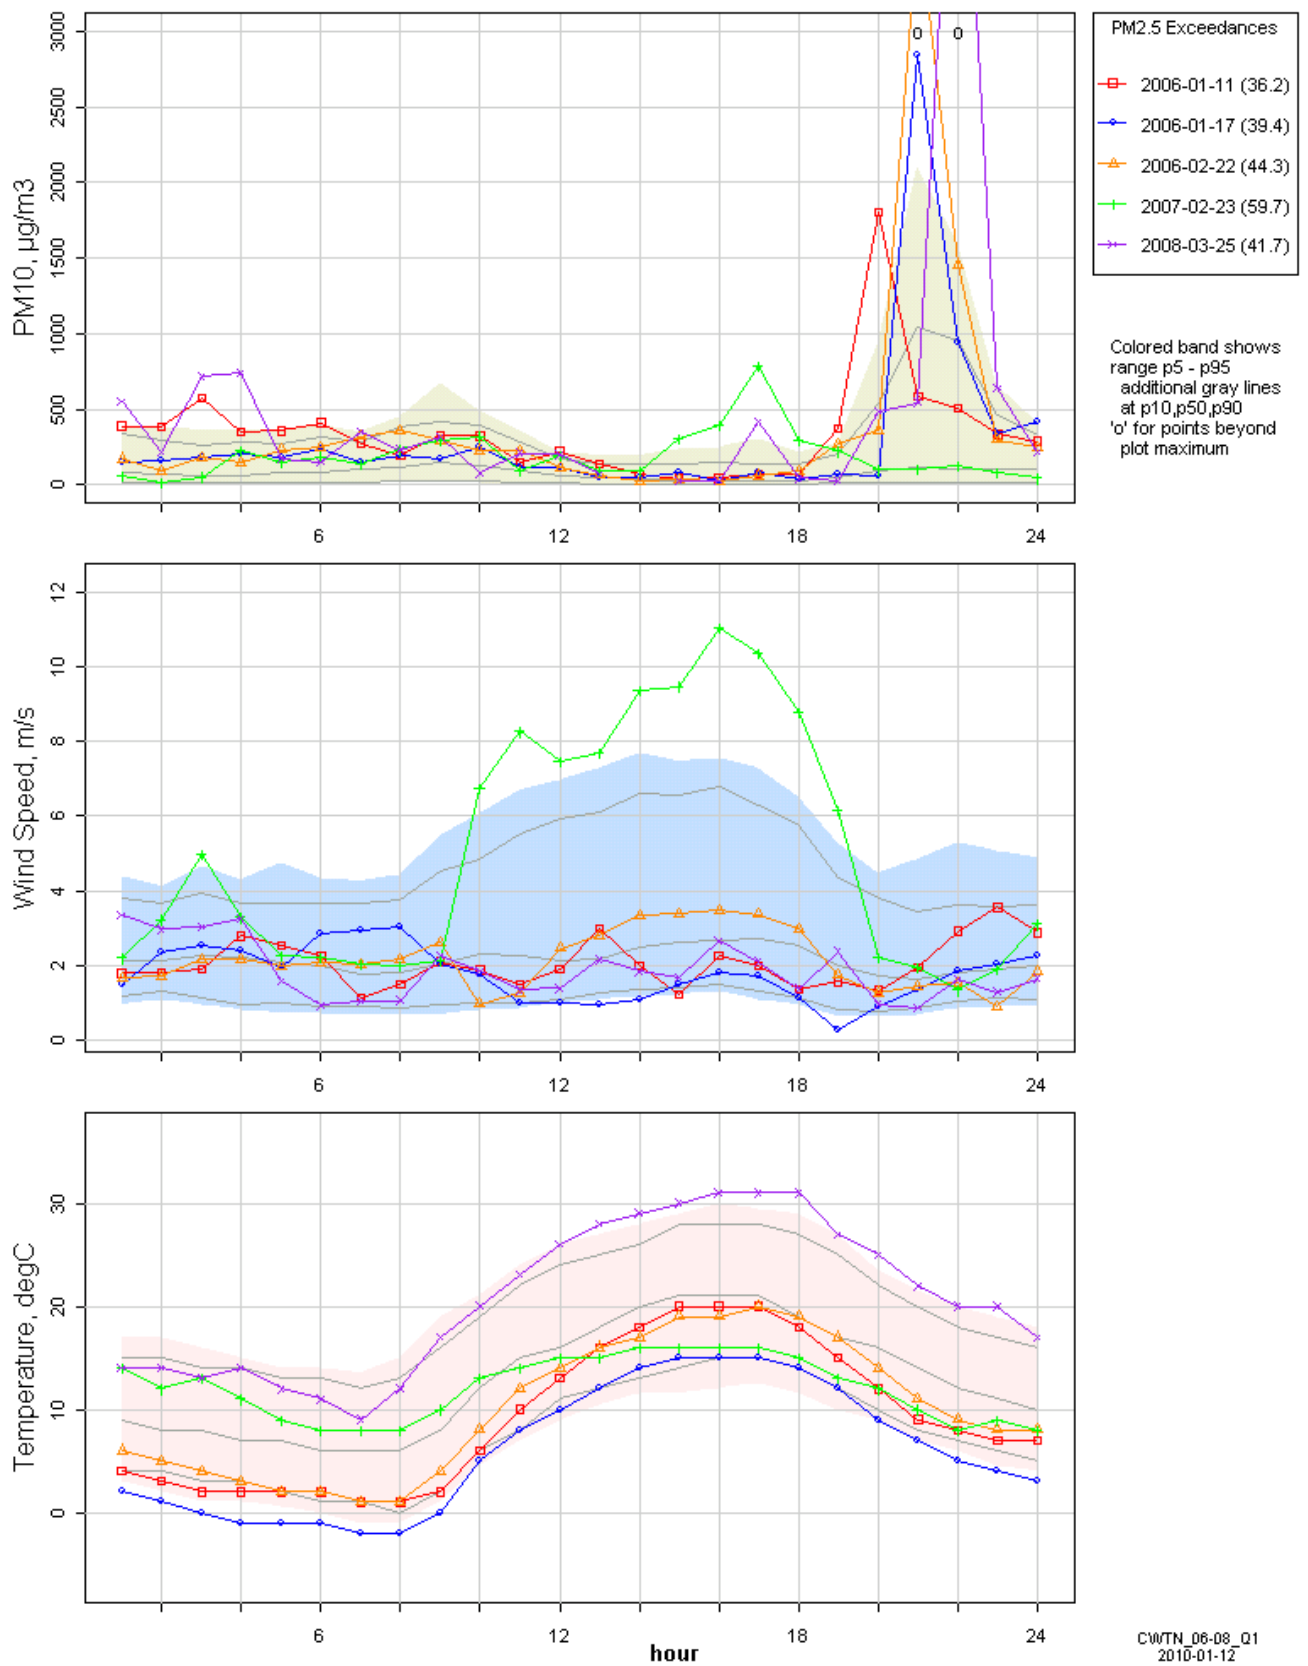 PM10, µg/m3
3000
2500
2000
1500
1000
500
0
o o
6 12 18 24
PM2.5 Exceedances
2006-01-11 (36.2)
2006-01-17 (39.4)
2006-02-22 (44.3)
2007-02-23 (59.7)
2008-03-25 (41.7)
Colored band shows
range p5 - p95
additional gray lines
at p10,p50,p90
'o' for points beyond
plot maximum
Wind Speed, m/s
12
10
8
6
4
2
0
6 12 18 24
Temperature, degC
30
20
10
0
6 12 18 24
hour
CWTN_06-08_Q1
2010-01-12